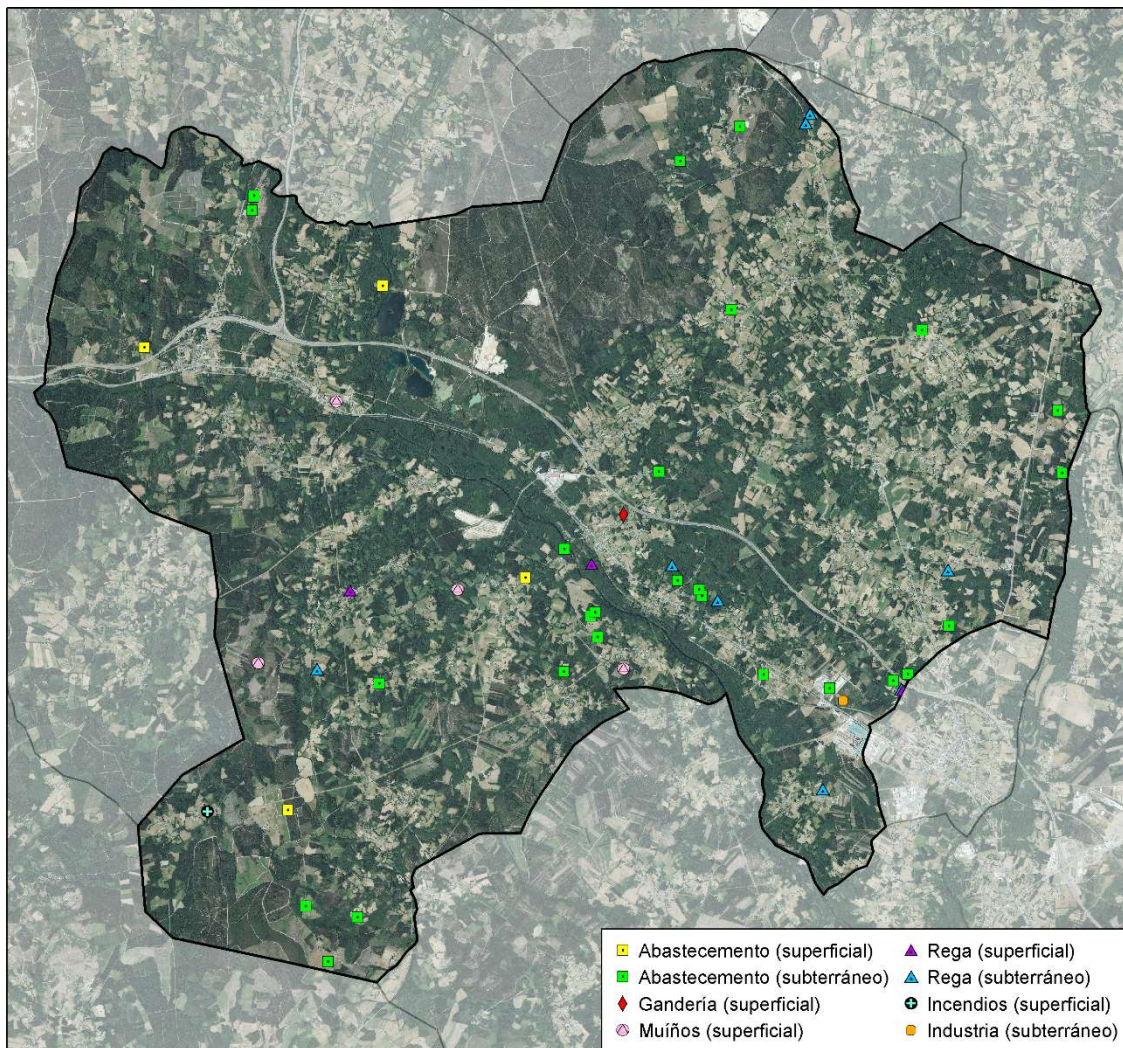 Abastecemento (superficial)
Abastecemento (subterráneo)
Gandería (superficial)
Muíños (superficial)
Rega (superficial)
Rega (subterráneo)
Incendios (superficial)
Industria (subterráneo)